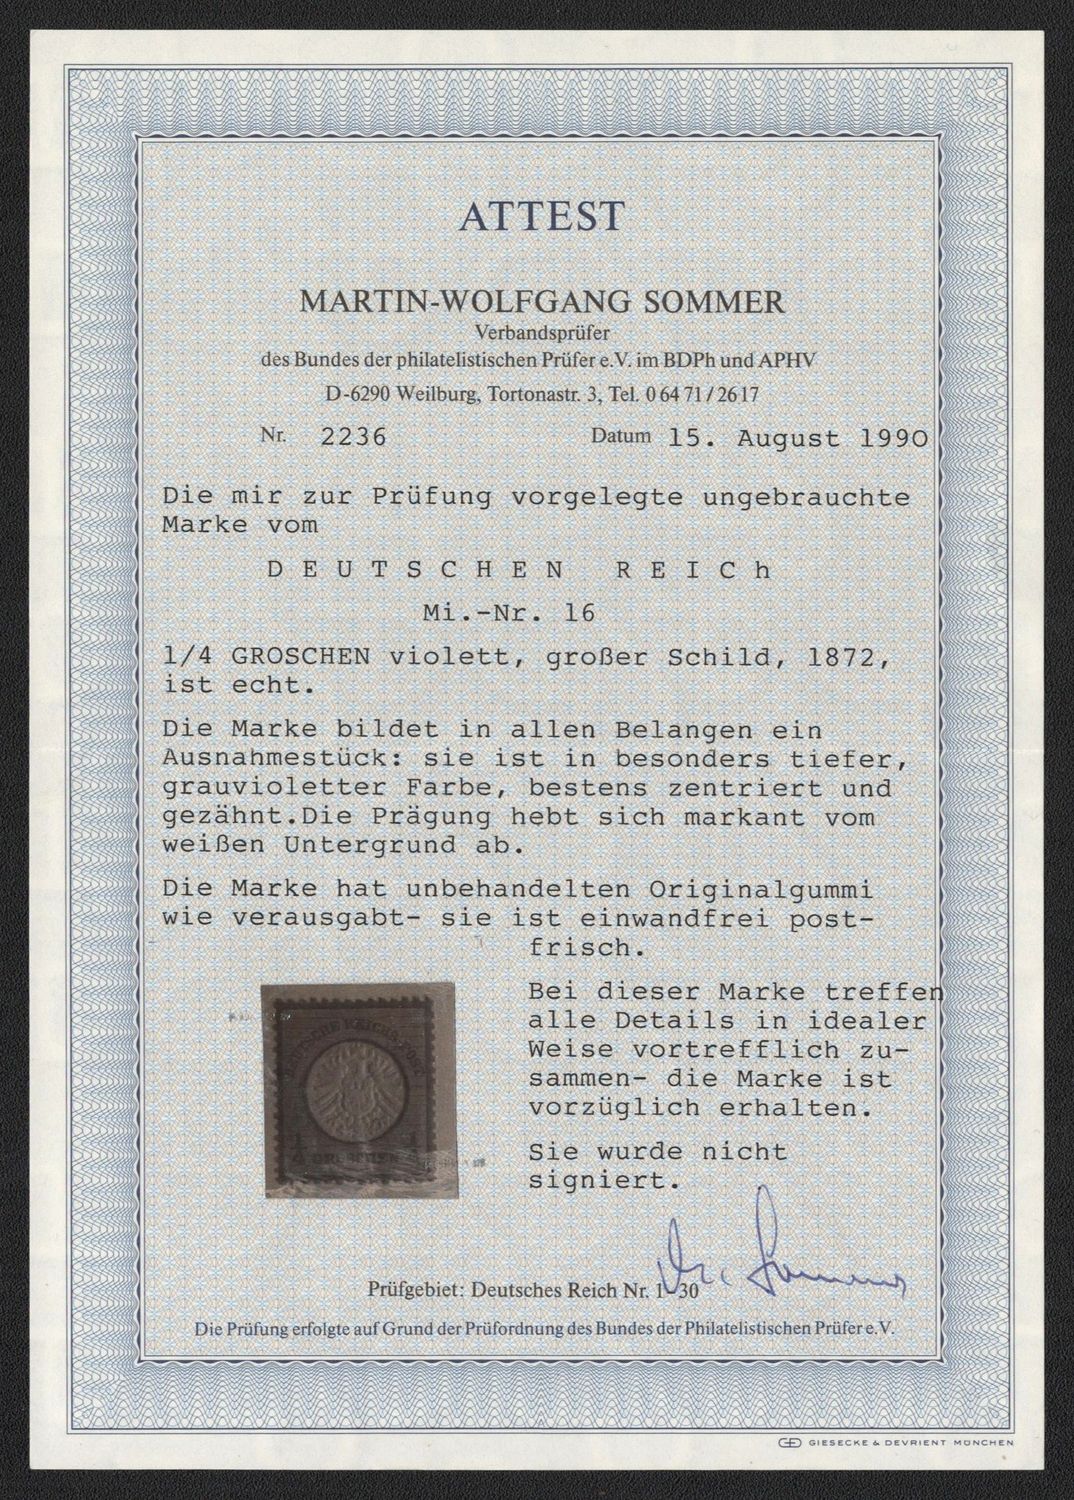 ATTEST
MARTIN-WOLFGANG SOMMER
Verbandsprüfer
des Bundes der philatelistischen Prüfer e.V. im BDPh und APHV
D-6290 Weilburg, Tortonastr. 3, Tel. 0 64 71 / 26 17
Nr. 2236 Datum 15. August 1990
Die mir zur Prüfung vorgelegte ungebrauchte
Marke vom
D E U T S C H E N R E I C h
Mi.-Nr. 16
1/4 GROSCHEN violett, großer Schild, 1872,
ist echt.
Die Marke bildet in allen Belangen ein
Ausnahmestück: sie ist in besonders tiefer,
grauvioletter Farbe, bestens zentriert und
gezähnt.Die Prägung hebt sich markant vom
weißen Untergrund ab.
Die Marke hat unbehandelten Originalgummi
wie verausgabt- sie ist einwandfrei post-
frisch.
Bei dieser Marke treffen
alle Details in idealer
Weise vortrefflich zu-
sammen- die Marke ist
vorzüglich erhalten.
Sie wurde nicht
signiert.
Prüfgebiet: Deutsches Reich Nr. 1-30
Die Prüfung erfolgte auf Grund der Prüfordnung des Bundes der Philatelistischen Prüfer e.V.
GIESECKE & DEVRIENT MÜNCHEN